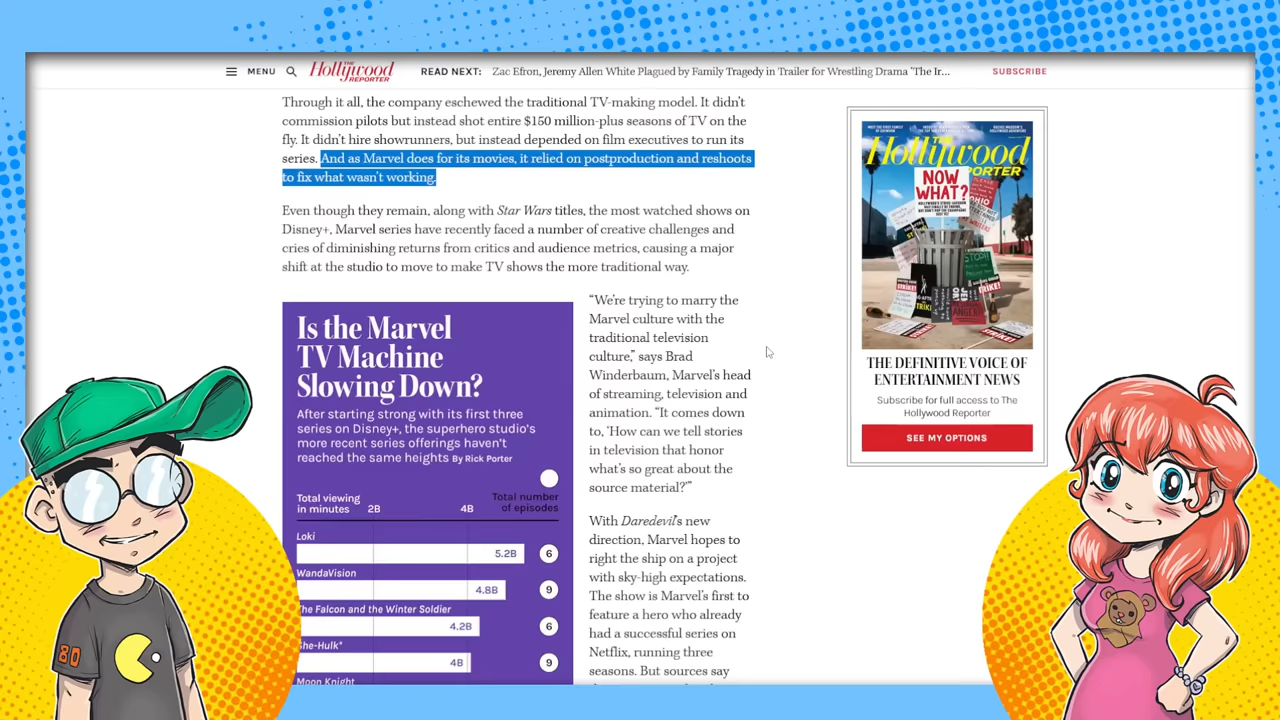 MENU
THE
Hollywood
REPORTER
READ NEXT: Zac Efron, Jeremy Allen White Plagued by Family Tragedy in Trailer for Wrestling Drama 'The Ir...
SUBSCRIBE
Through it all, the company eschewed the traditional TV-making model. It didn't
commission pilots but instead shot entire $150 million-plus seasons of TV on the
fly. It didn't hire showrunners, but instead depended on film executives to run its
series. And as Marvel does for its movies, it relied on postproduction and reshoots
to fix what wasn't working.
Even though they remain, along with Star Wars titles, the most watched shows on
Disney+, Marvel series have recently faced a number of creative challenges and
cries of diminishing returns from critics and audience metrics, causing a major
shift at the studio to move to make TV shows the more traditional way.
Is the Marvel
TV Machine
Slowing Down?
After starting strong with its first three
series on Disney+, the superhero studio's
more recent series offerings haven't
reached the same heights By Rick Porter
Total viewing
in minutes
2B
4B
Total number
of episodes
Loki
5.2B
6
WandaVision
4.8B
9
The Falcon and the Winter Soldier
4.2B
6
She-Hulk*
4B
9
Moon Knight
"We're trying to marry the
Marvel culture with the
traditional television
culture," says Brad
Winderbaum, Marvel's head
of streaming, television and
animation. "It comes down
to, 'How can we tell stories
in television that honor
what's so great about the
source material?'"
With Daredevil's new
direction, Marvel hopes to
right the ship on a project
with sky-high expectations.
The show is Marvel's first to
feature a hero who already
had a successful series on
Netflix, running three
seasons. But sources say
THE
Hollywood
REPORTER
NOW
WHAT?
THE DEFINITIVE VOICE OF
ENTERTAINMENT NEWS
Subscribe for full access to The
Hollywood Reporter
SEE MY OPTIONS
80